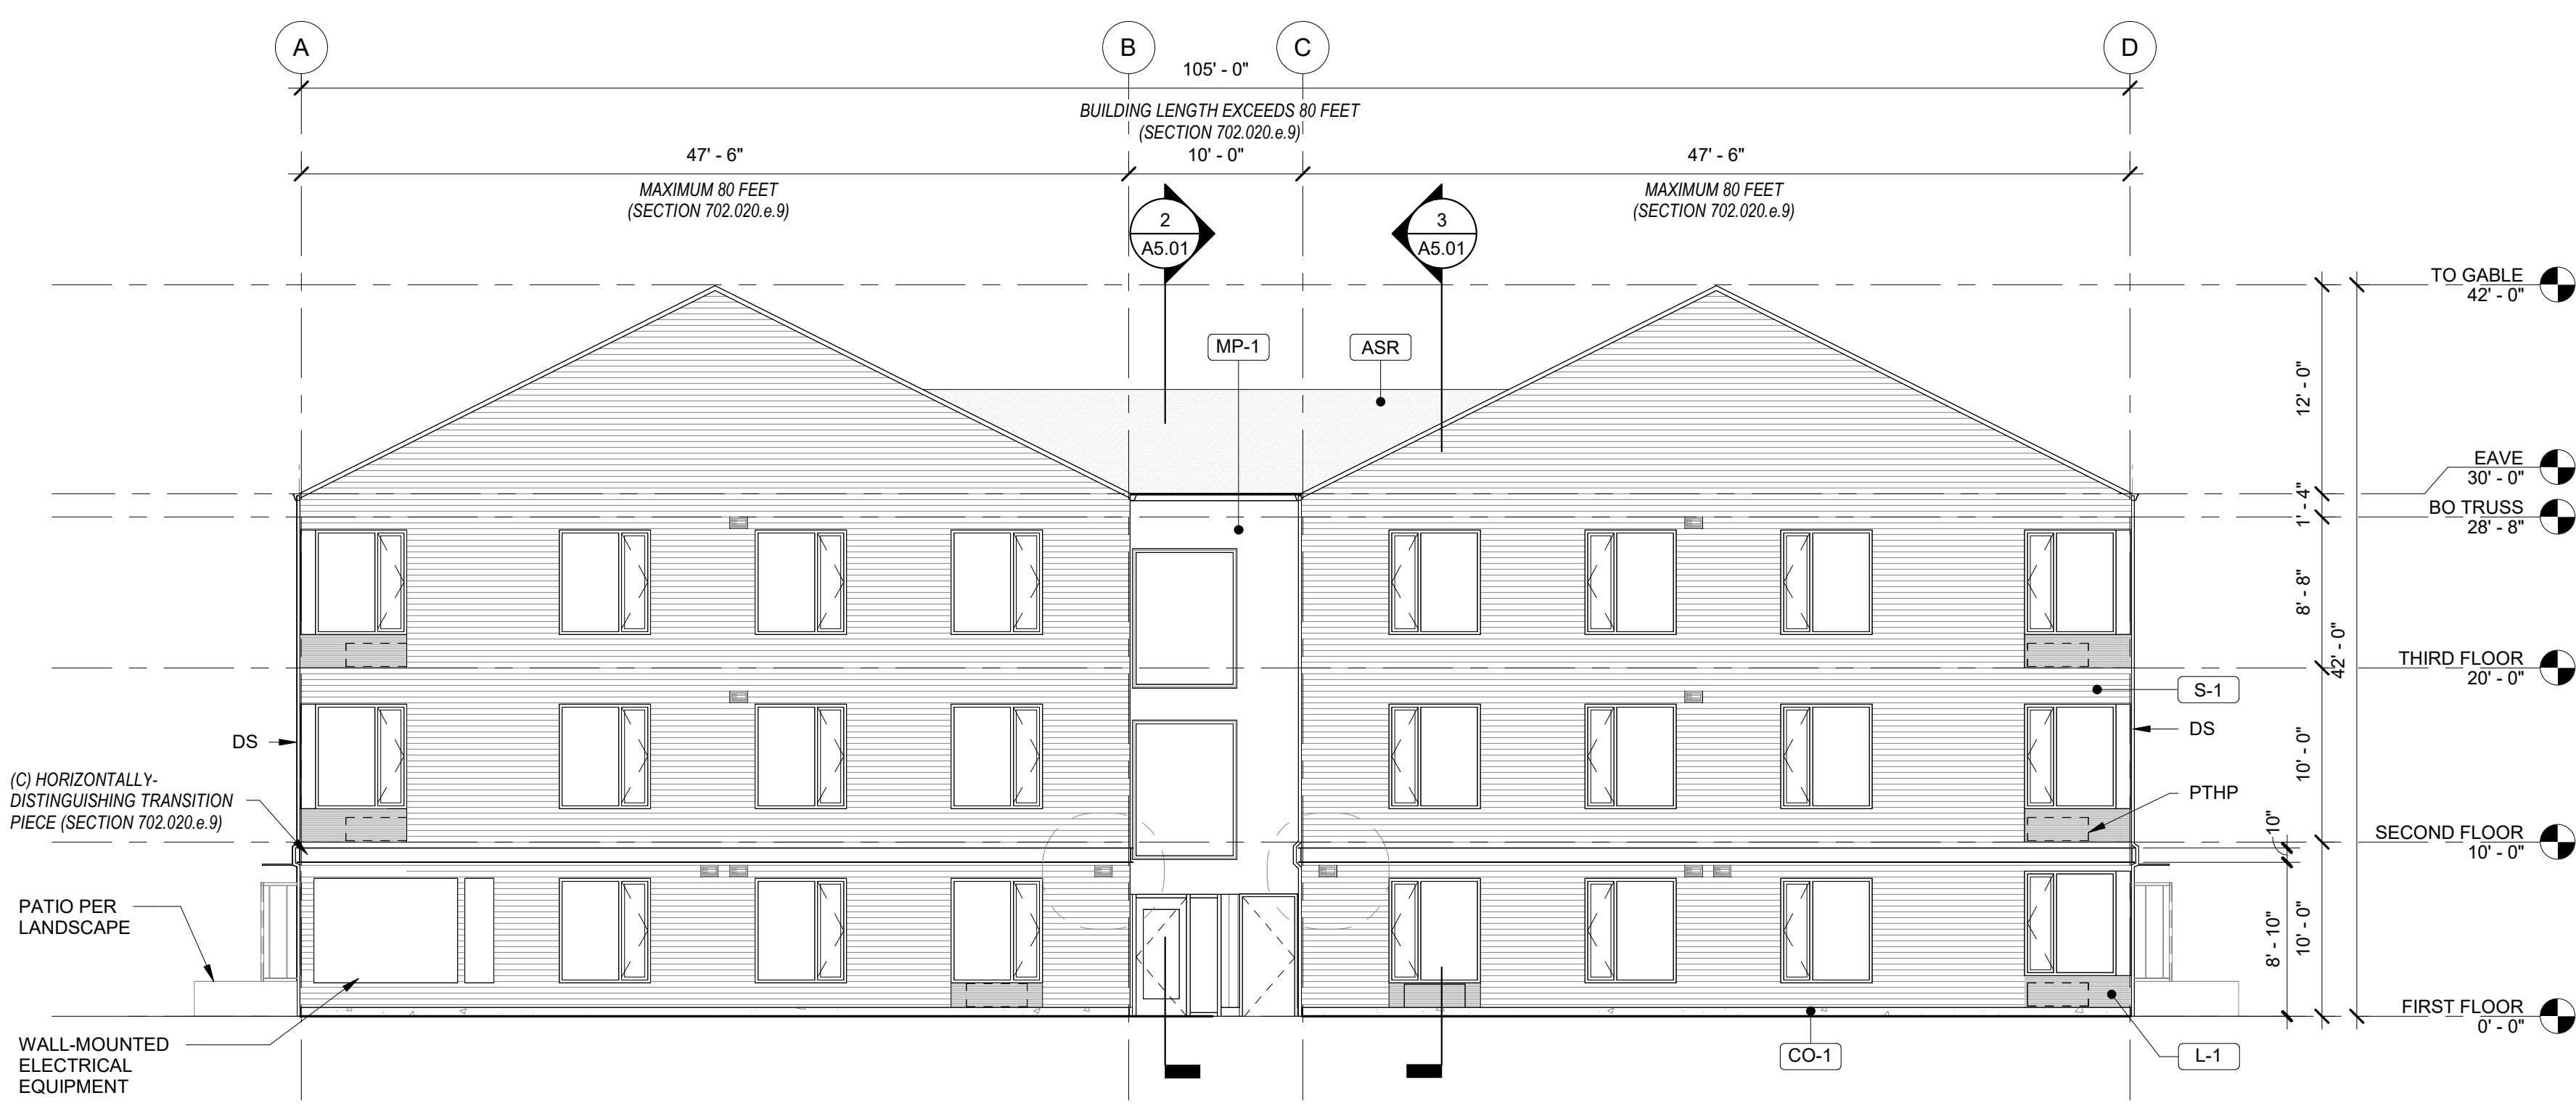 A
B
C
D
105' - 0"
BUILDING LENGTH EXCEEDS 80 FEET
(SECTION 702.020.e.9)
47' - 6"
10' - 0"
47' - 6"
MAXIMUM 80 FEET
(SECTION 702.020.e.9)
MAXIMUM 80 FEET
(SECTION 702.020.e.9)
2
A5.01
3
A5.01
TO GABLE
42' - 0"
MP-1
ASR
12' - 0"
EAVE
30' - 0"
1' - 4"
BO TRUSS
28' - 8"
8' - 8"
42' - 0"
THIRD FLOOR
20' - 0"
S-1
DS
DS
10' - 0"
(C) HORIZONTALLY-
DISTINGUISHING TRANSITION
PIECE (SECTION 702.020.e.9)
PTHP
10"
SECOND FLOOR
10' - 0"
PATIO PER
LANDSCAPE
8' - 10"
10' - 0"
FIRST FLOOR
0' - 0"
WALL-MOUNTED
ELECTRICAL
EQUIPMENT
CO-1
L-1